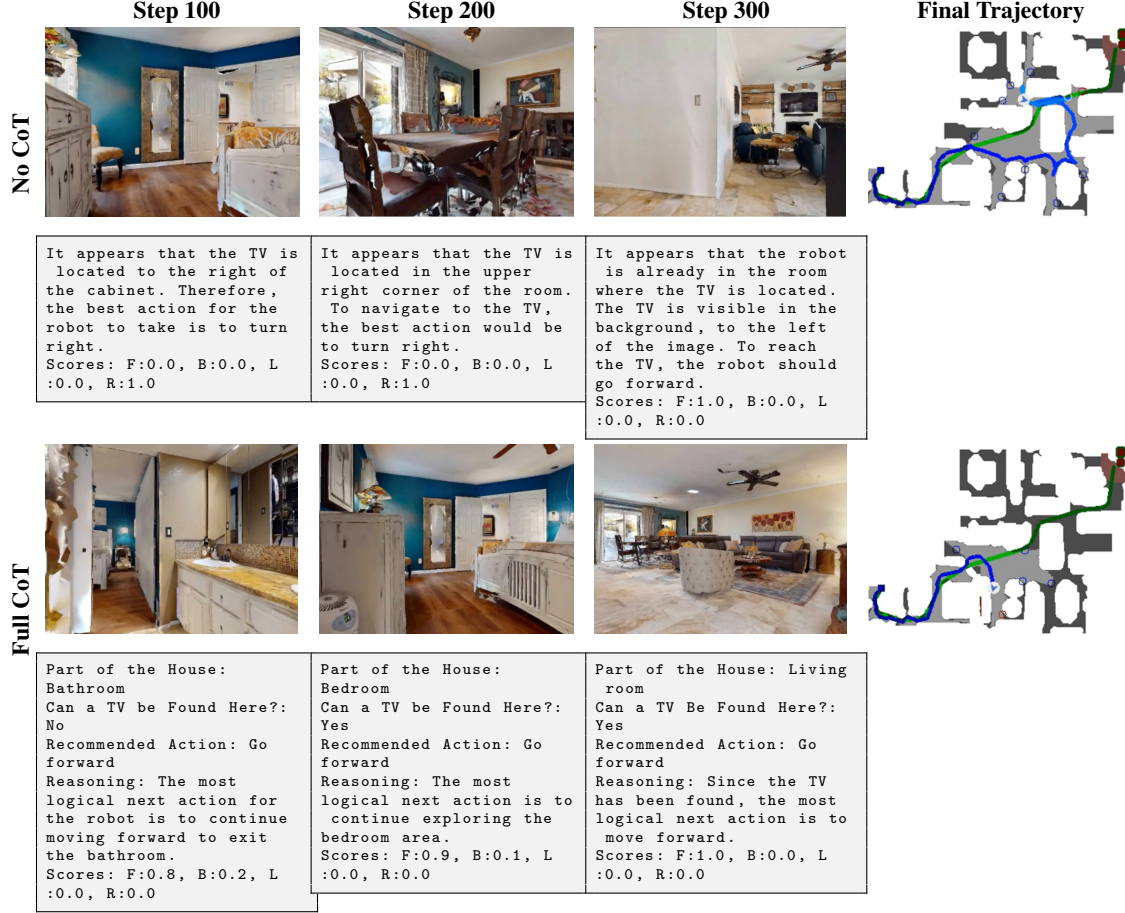 Step 100
Step 200
Step 300
Final Trajectory
No CoT
It appears that the TV is
located to the right of
the cabinet. Therefore,
the best action for the
robot to take is to turn
right.
Scores: F:0.0, B:0.0, L
:0.0, R:1.0
It appears that the TV is
located in the upper
right corner of the room.
To navigate to the TV,
the best action would be
to turn right.
Scores: F:0.0, B:0.0, L
:0.0, R:1.0
It appears that the robot
is already in the room
where the TV is located.
The TV is visible in the
background, to the left
of the image. To reach
the TV, the robot should
go forward.
Scores: F:1.0, B:0.0, L
:0.0, R:0.0
Full CoT
Part of the House:
Bathroom
Can a TV be Found Here?:
No
Recommended Action: Go
forward
Reasoning: The most
logical next action for
the robot is to continue
moving forward to exit
the bathroom.
Scores: F:0.8, B:0.2, L
:0.0, R:0.0
Part of the House:
Bedroom
Can a TV be Found Here?:
Yes
Recommended Action: Go
forward
Reasoning: The most
logical next action is to
continue exploring the
bedroom area.
Scores: F:0.9, B:0.1, L
:0.0, R:0.0
Part of the House: Living
room
Can a TV Be Found Here?:
Yes
Recommended Action: Go
forward
Reasoning: Since the TV
has been found, the most
logical next action is to
move forward.
Scores: F:1.0, B:0.0, L
:0.0, R:0.0